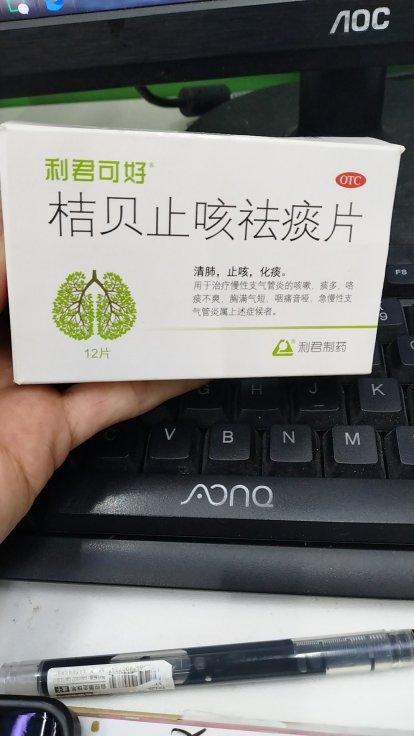 AOC
利君可好®
OTC
桔贝止咳祛痰片
清肺，止咳，化痰。
用于治疗慢性支气管炎的咳嗽、痰多、咯
痰不爽、胸满气短、咽痛音哑、急慢性支
气管炎属上述症候者。
12片
®利君制药
F8
9
J
K
C
V
B
N
M
AONQ